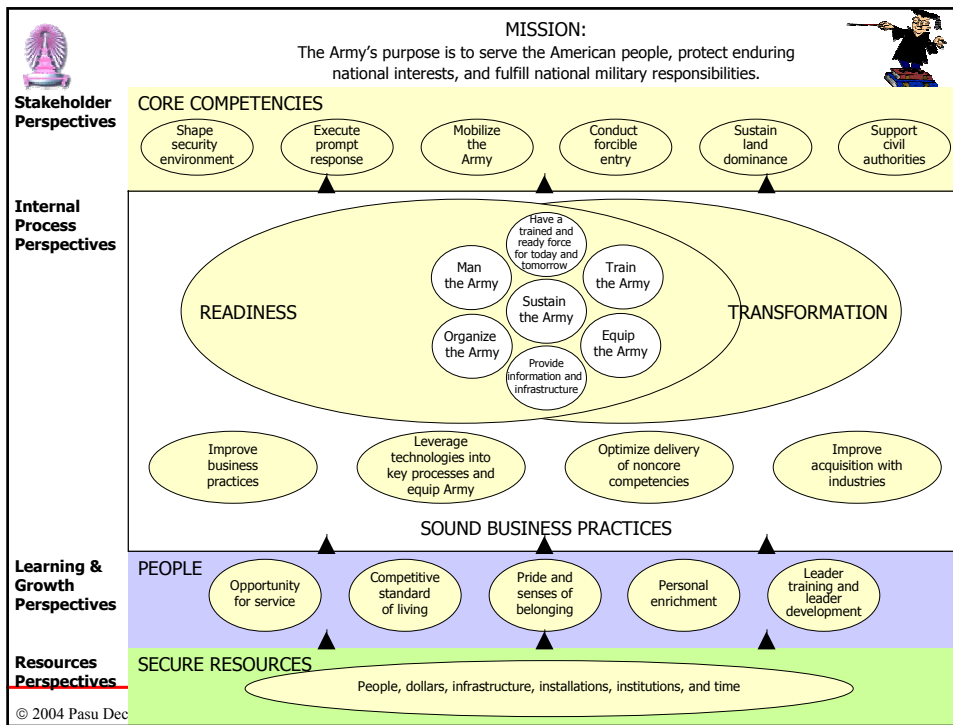 MISSION:
The Army's purpose is to serve the American people, protect enduring
national interests, and fulfill national military responsibilities.
Stakeholder
Perspectives
CORE COMPETENCIES
Shape
security
environment
Execute
prompt
response
Mobilize
the
Army
Conduct
forcible
entry
Sustain
land
dominance
Support
civil
authorities
Internal
Process
Perspectives
Have a
trained and
ready force
for today and
tomorrow
Man
the Army
Train
the Army
READINESS
Sustain
the Army
TRANSFORMATION
Organize
the Army
Equip
the Army
Provide
information and
infrastructure
Improve
business
practices
Leverage
technologies into
key processes and
equip Army
Optimize delivery
of noncore
competencies
Improve
acquisition with
industries
SOUND BUSINESS PRACTICES
Learning &
Growth
Perspectives
PEOPLE
Opportunity
for service
Competitive
standard
of living
Pride and
senses of
belonging
Personal
enrichment
Leader
training and
leader
development
Resources
Perspectives
SECURE RESOURCES
People, dollars, infrastructure, installations, institutions, and time
© 2004 Pasu Dec